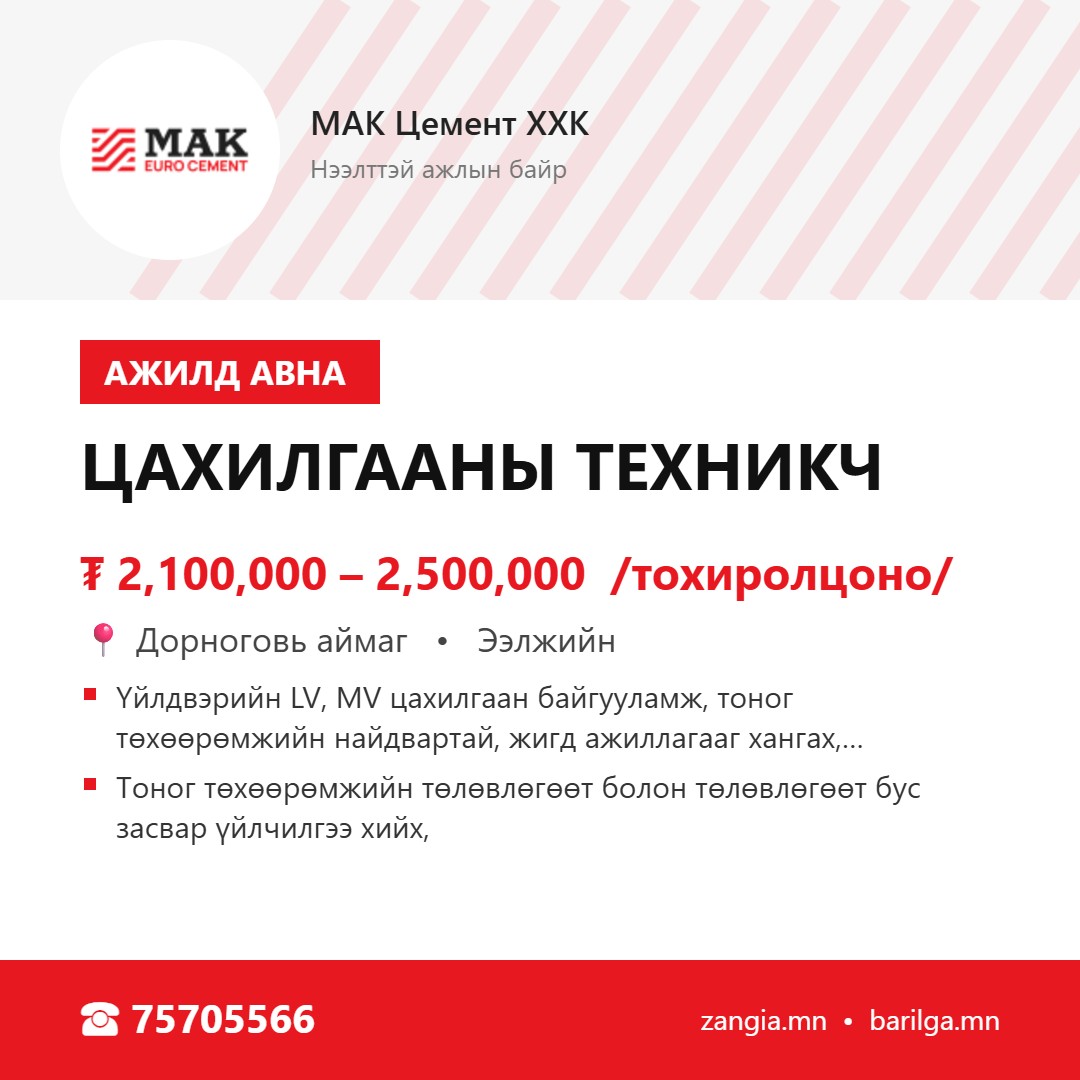 МАК
EURO CEMENT
МАК Цемент ХХК
Нээлттэй ажлын байр
АЖИЛД АВНА
ЦАХИЛГААНЫ ТЕХНИКЧ
₮ 2,100,000 – 2,500,000 /тохиролцоно/
Дорноговь аймаг • Ээлжийн
Үйлдвэрийн LV, MV цахилгаан байгууламж, тоног
төхөөрөмжийн найдвартай, жигд ажиллагааг хангах,...
Тоног төхөөрөмжийн төлөвлөгөөт болон төлөвлөгөөт бус
засвар үйлчилгээ хийх,
☎ 75705566
zangia.mn • barilga.mn